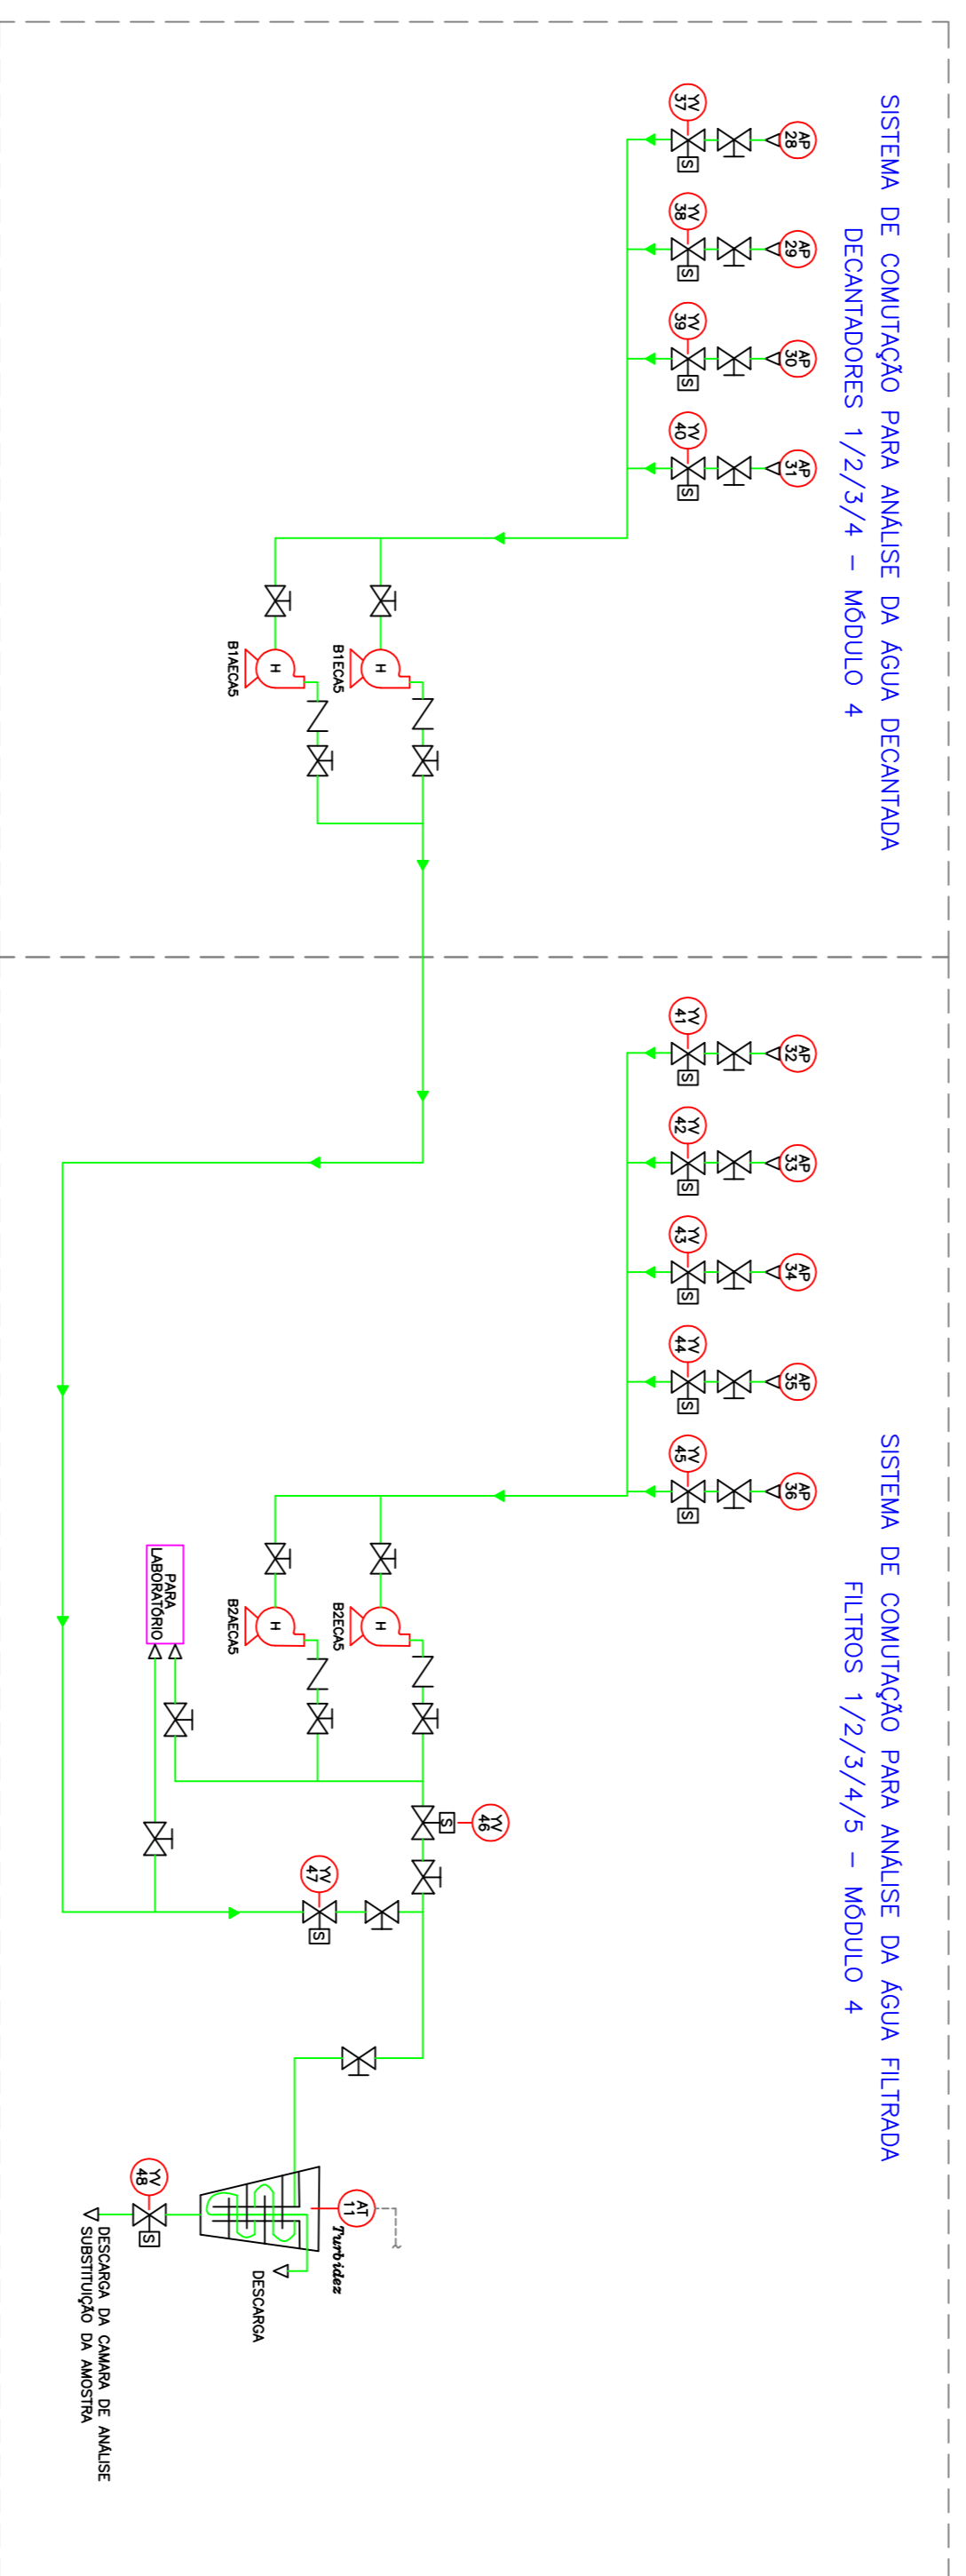 SISTEMA DE COMUTAÇÃO PARA ANÁLISE DA ÁGUA DECANTADA
DECANTADORES 1/2/3/4 - MÓDULO 4
AP
28
AP
29
AP
30
AP
31
YV
37
YV
38
YV
39
YV
40
S
S
S
S
H
B1ECA5
H
B1AECA5
SISTEMA DE COMUTAÇÃO PARA ANÁLISE DA ÁGUA FILTRADA
FILTROS 1/2/3/4/5 - MÓDULO 4
AP
32
AP
33
AP
34
AP
35
AP
36
YV
41
YV
42
YV
43
YV
44
YV
45
S
S
S
S
S
H
B2ECA5
H
B2AECA5
YV
46
S
YV
47
S
PARA
LABORATÓRIO
AT
11
Turbidez
DESCARGA
YV
48
S
DESCARGA DA CAMARA DE ANÁLISE
SUBSTITUIÇÃO DA AMOSTRA